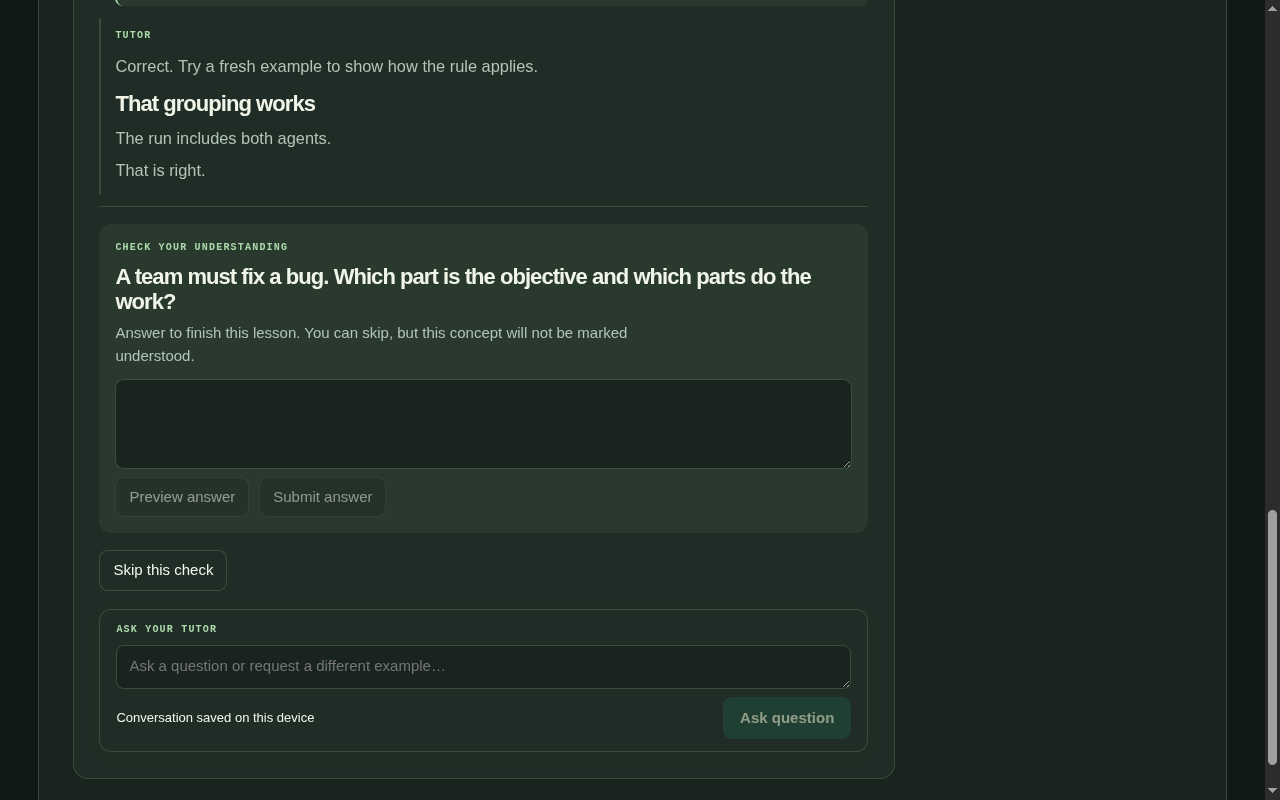 TUTOR
Correct. Try a fresh example to show how the rule applies.
That grouping works
The run includes both agents.
That is right.
CHECK YOUR UNDERSTANDING
A team must fix a bug. Which part is the objective and which parts do the
work?
Answer to finish this lesson. You can skip, but this concept will not be marked
understood.
Preview answer
Submit answer
Skip this check
ASK YOUR TUTOR
Ask a question or request a different example…
Conversation saved on this device
Ask question